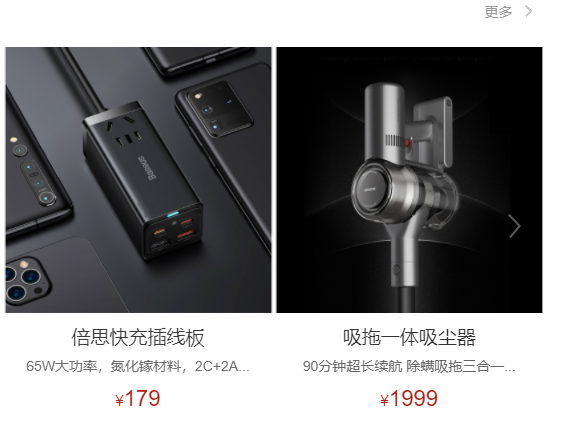 更多
Baseus
倍思快充插线板
吸拖一体吸尘器
65W大功率，氮化镓材料，2C+2A...
90分钟超长续航 除螨吸拖三合一...
¥179
¥1999